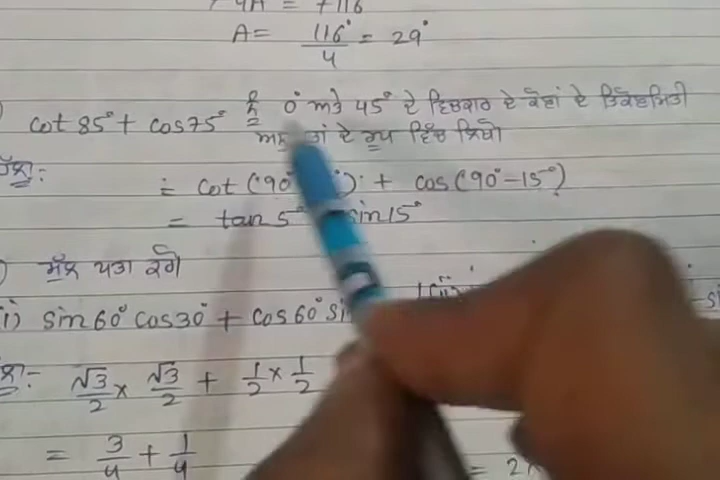 4A = 116
A = 116°/4 = 29°
cot 85° + cos 75° ਨੂੰ 0° ਅਤੇ 45° ਦੇ ਵਿਚਕਾਰ ਦੇ ਕੋਣਾਂ ਦੇ ਤਿਕੋਣਮਿਤੀ
ਦੇ ਰੂਪ ਵਿੱਚ ਲਿਖੋ
= cot (90° ) + cos (90° - 15°)
= tan 5° sin 15°
ਮੁੱਲ ਪਤਾ ਕਰੋ
(i) sin 60° cos 30° + cos 60°
√3/2 × √3/2 + 1/2 × 1/2
= 3/4 + 1/4